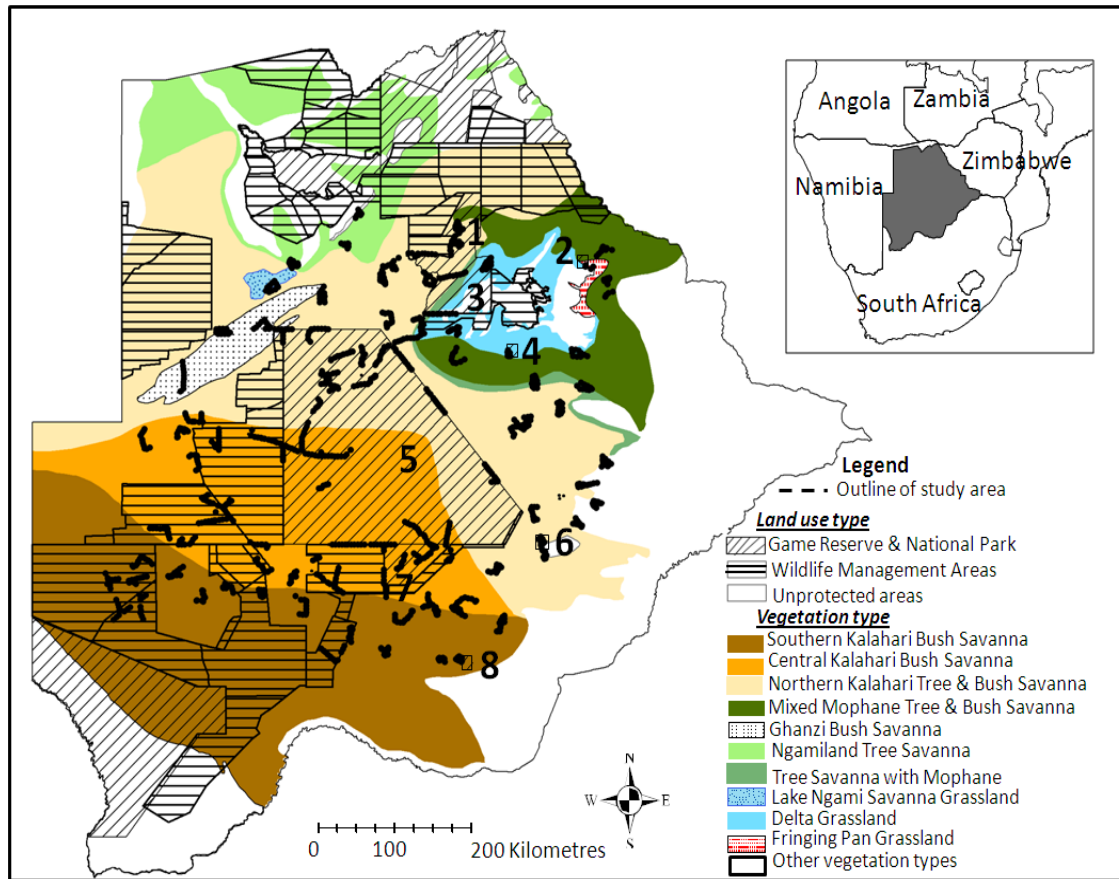 Angola
Zambia
Zimbabwe
Namibia
South Africa
1
2
3
4
5
6
7
8
Legend
Outline of study area
Land use type
Game Reserve & National Park
Wildlife Management Areas
Unprotected areas
Vegetation type
Southern Kalahari Bush Savanna
Central Kalahari Bush Savanna
Northern Kalahari Tree & Bush Savanna
Mixed Mophane Tree & Bush Savanna
Ghanzi Bush Savanna
Ngamiland Tree Savanna
Tree Savanna with Mophane
Lake Ngami Savanna Grassland
Delta Grassland
Fringing Pan Grassland
Other vegetation types
N
W E
S
0 100 200 Kilometres